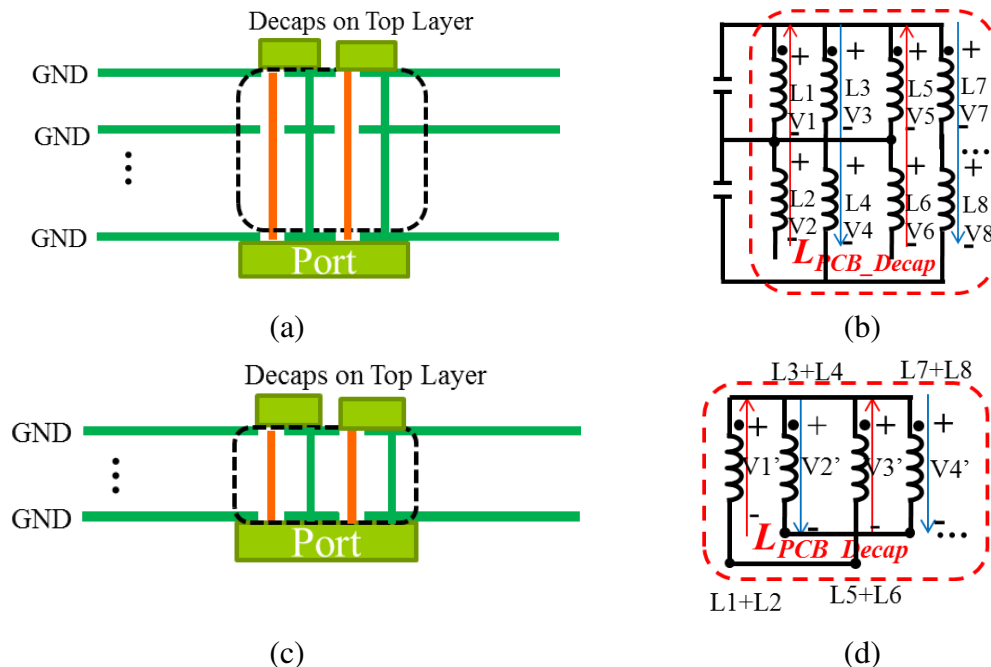 Decaps on Top Layer
GND
GND
⋮
GND
Port
(a)
+ + + +
L1 L3 L5 L7
V1 V3 V5 V7
- - - -
...
+ + + +
L2 L4 L6 L8
V2 V4 V6 V8
- - - -
L PCB_Decap
(b)
Decaps on Top Layer
GND
⋮
GND
Port
(c)
L3+L4 L7+L8
+ + + +
V1’ V2’ V3’ V4’
- - - -
...
L PCB_Decap
L1+L2 L5+L6
(d)